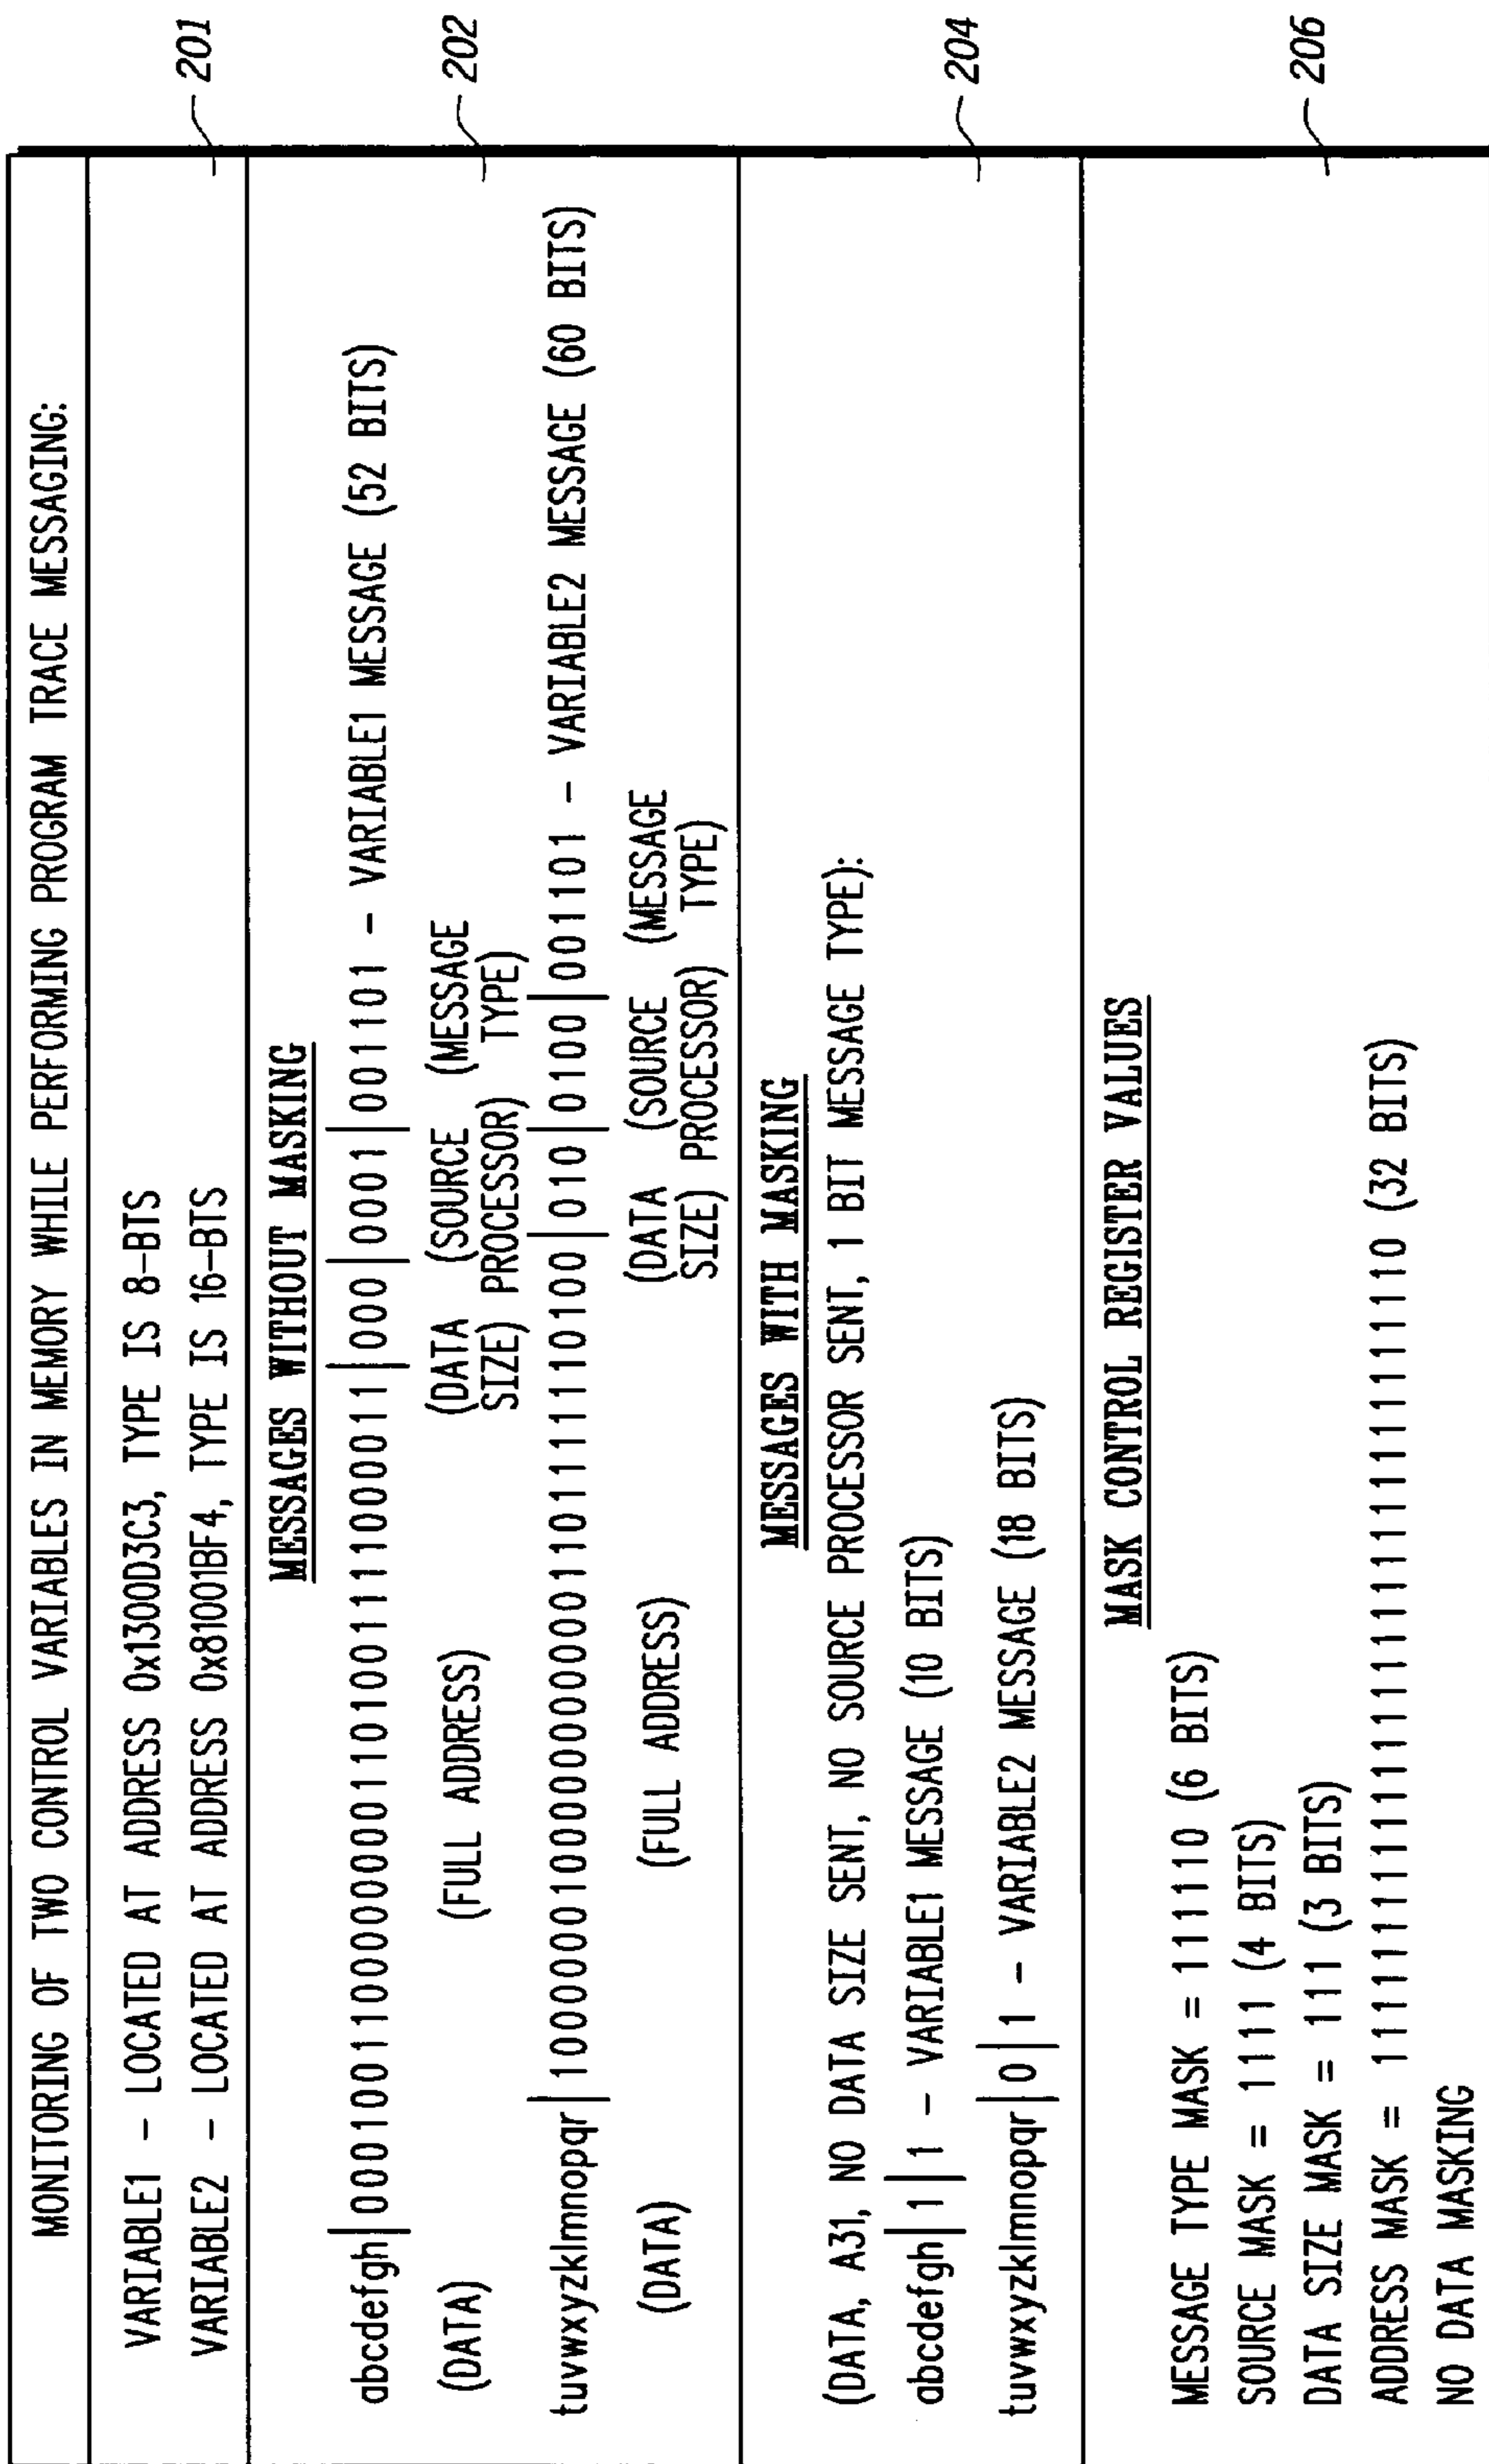 MONITORING OF TWO CONTROL VARIABLES IN MEMORY WHILE PERFORMING PROGRAM TRACE MESSAGING:
VARIABLE1 - LOCATED AT ADDRESS 0x1300D3C3, TYPE IS 8-BTS
VARIABLE2 - LOCATED AT ADDRESS 0x81001BF4, TYPE IS 16-BTS
201
MESSAGES WITHOUT MASKING
abcdefgh|00010011000000001101001111000011|000|0001|001101 - VARIABLE1 MESSAGE (52 BITS)
(DATA) (FULL ADDRESS) (DATA (SOURCE (MESSAGE
SIZE) PROCESSOR) TYPE)
tuvwxyzklmnopqr|10000001000000000001101111110100|010|0100|001101 - VARIABLE2 MESSAGE (60 BITS)
(DATA) (FULL ADDRESS) (DATA (SOURCE (MESSAGE
SIZE) PROCESSOR) TYPE)
202
MESSAGES WITH MASKING
(DATA, A31, NO DATA SIZE SENT, NO SOURCE PROCESSOR SENT, 1 BIT MESSAGE TYPE):
abcdefgh|1|1 - VARIABLE1 MESSAGE (10 BITS)
tuvwxyzklmnopqr|0|1 - VARIABLE2 MESSAGE (18 BITS)
204
MASK CONTROL REGISTER VALUES
MESSAGE TYPE MASK = 111110 (6 BITS)
SOURCE MASK = 1111 (4 BITS)
DATA SIZE MASK = 111 (3 BITS)
ADDRESS MASK = 11111111111111111111111111111110 (32 BITS)
NO DATA MASKING
206